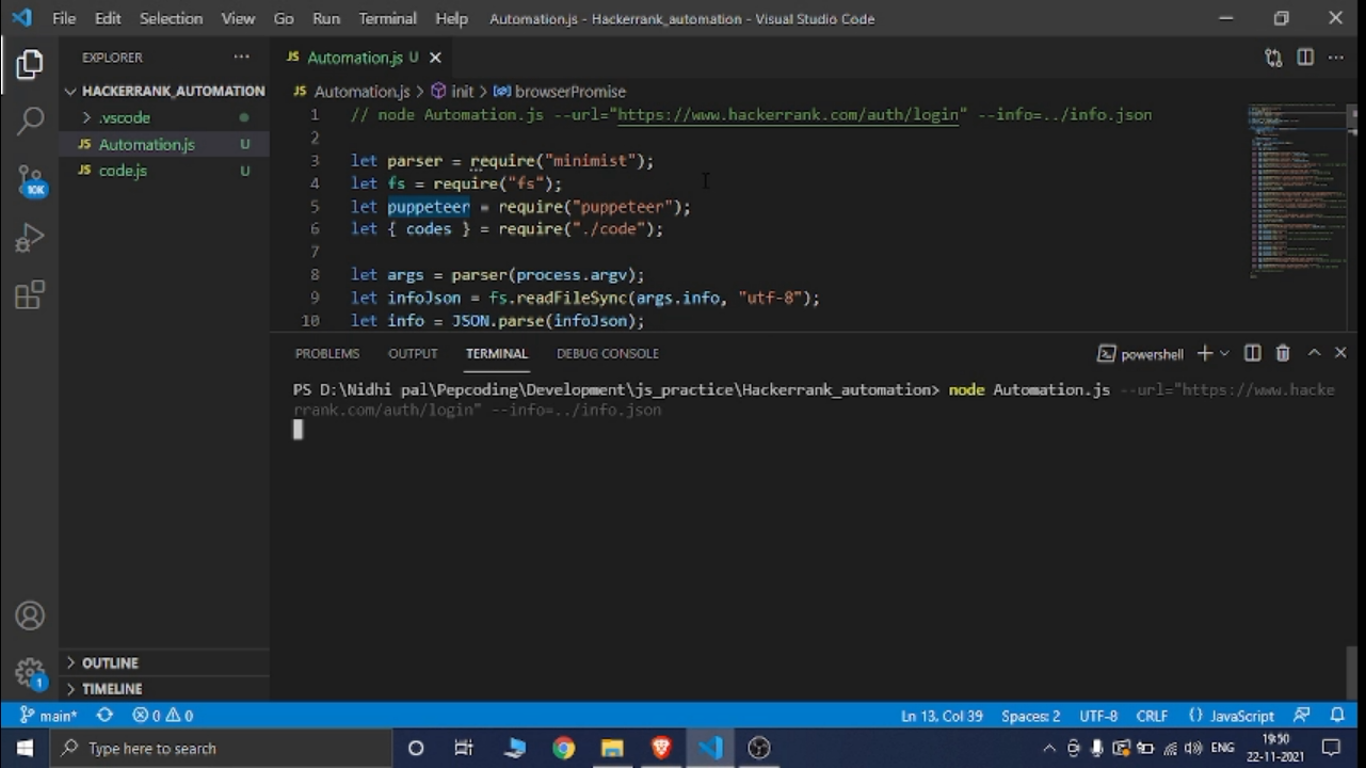 File Edit Selection View Go Run Terminal Help Automation.js - Hackerrank_automation - Visual Studio Code
EXPLORER
HACKERRANK_AUTOMATION
.vscode
JS Automation.js U
JS code.js U
10K
OUTLINE
TIMELINE
1
JS Automation.js U
JS Automation.js > init > browserPromise
1 // node Automation.js --url="https://www.hackerrank.com/auth/login" --info=../info.json
2
3 let parser = require("minimist");
4 let fs = require("fs");
5 let puppeteer = require("puppeteer");
6 let { codes } = require("./code");
7
8 let args = parser(process.argv);
9 let infoJson = fs.readFileSync(args.info, "utf-8");
10 let info = JSON.parse(infoJson);
PROBLEMS OUTPUT TERMINAL DEBUG CONSOLE powershell
PS D:\Nidhi pal\Pepcoding\Development\js_practice\Hackerrank_automation> node Automation.js --url="https://www.hacke
rrank.com/auth/login" --info=../info.json
main* 0 0 Ln 13, Col 39 Spaces: 2 UTF-8 CRLF {} JavaScript
Type here to search ENG 19:50
22-11-2021